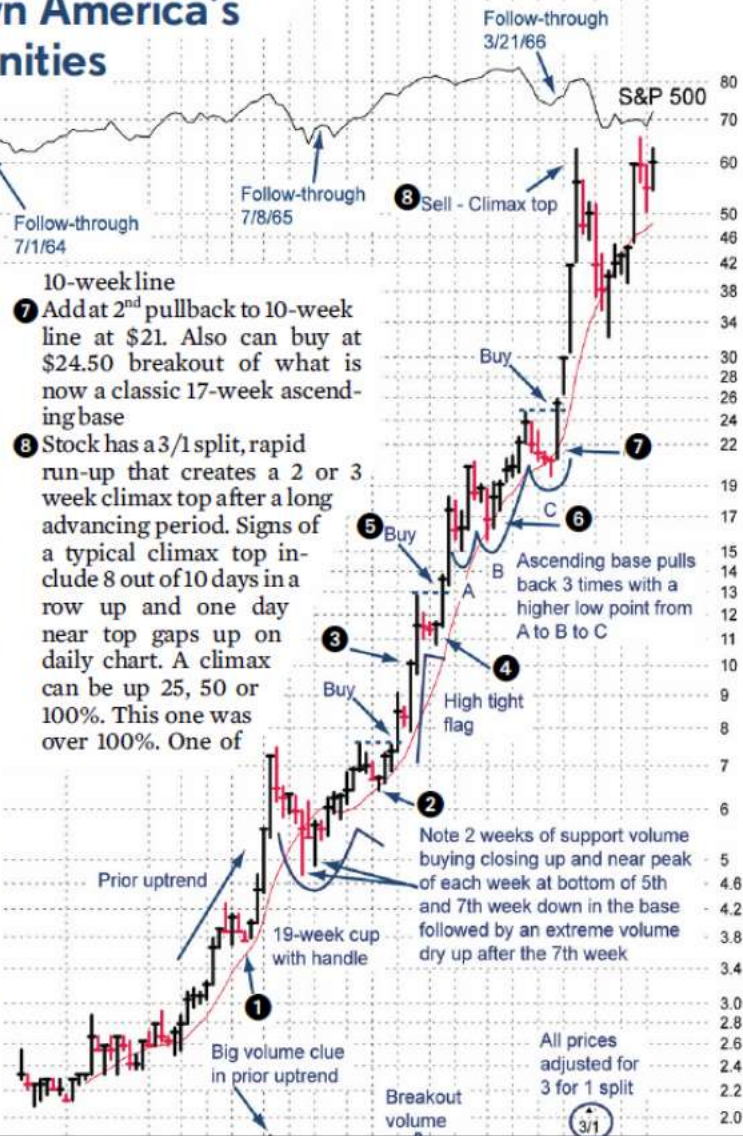 n America's
nities
Follow-through
3/21/66
S&P 500
Follow-through
7/8/65
Follow-through
7/1/64
8 Sell - Climax top
10-week line
7 Add at 2nd pullback to 10-week
line at $21. Also can buy at
$24.50 breakout of what is
now a classic 17-week ascend-
ing base
8 Stock has a 3/1 split, rapid
run-up that creates a 2 or 3
week climax top after a long
advancing period. Signs of
a typical climax top in-
clude 8 out of 10 days in a
row up and one day
near top gaps up on
daily chart. A climax
can be up 25, 50 or
100%. This one was
over 100%. One of
Buy
7
C
6
5 Buy
B
A
Ascending base pulls
back 3 times with a
higher low point from
A to B to C
3
4
Buy
High tight
flag
2
Note 2 weeks of support volume
buying closing up and near peak
of each week at bottom of 5th
and 7th week down in the base
followed by an extreme volume
dry up after the 7th week
Prior uptrend
19-week cup
with handle
1
Big volume clue
in prior uptrend
Breakout
volume
All prices
adjusted for
3 for 1 split
3/1
80
70
60
50
46
42
38
34
30
28
26
24
22
19
17
15
14
13
12
11
10
9
8
7
6
5
4.6
4.2
3.8
3.4
3.0
2.8
2.6
2.4
2.2
2.0